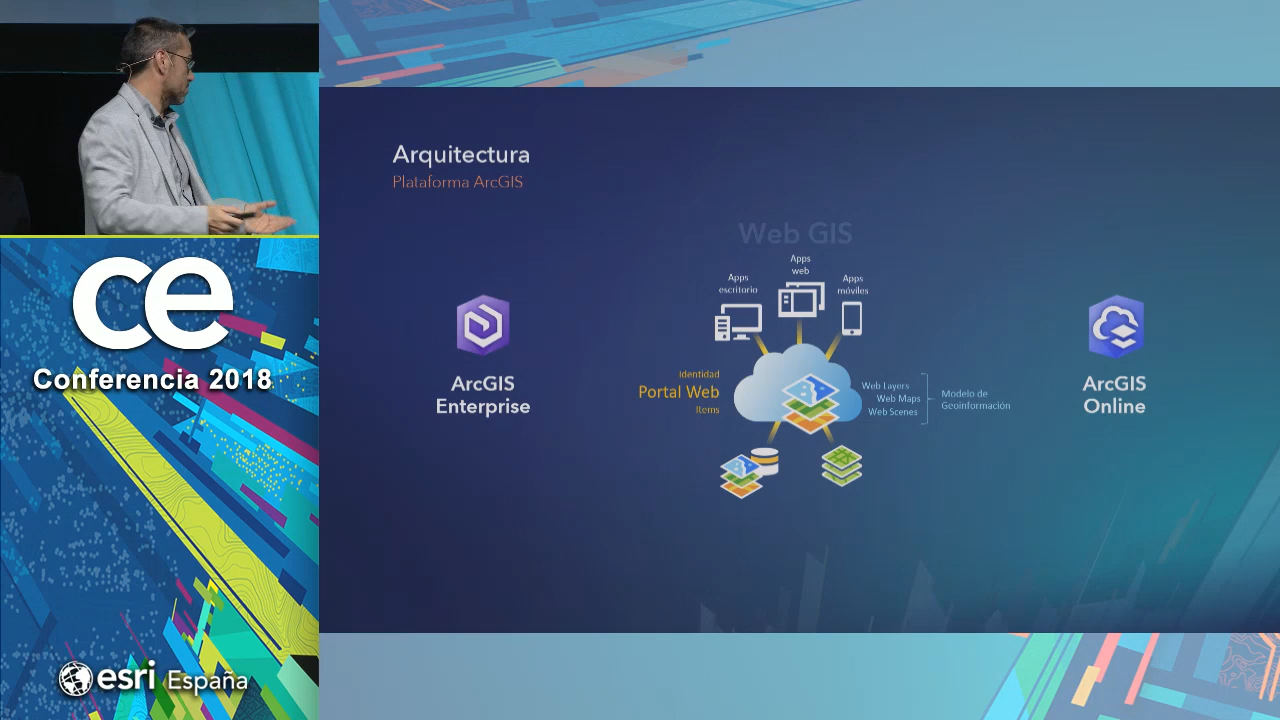 Arquitectura
Plataforma ArcGIS
Web GIS
Apps
web
Apps
escritorio
Apps
móviles
ArcGIS
Enterprise
Identidad
Portal Web
Items
Web Layers
Web Maps
Web Scenes
Modelo de
Geoinformación
ArcGIS
Online
ce
Conferencia 2018
esri España